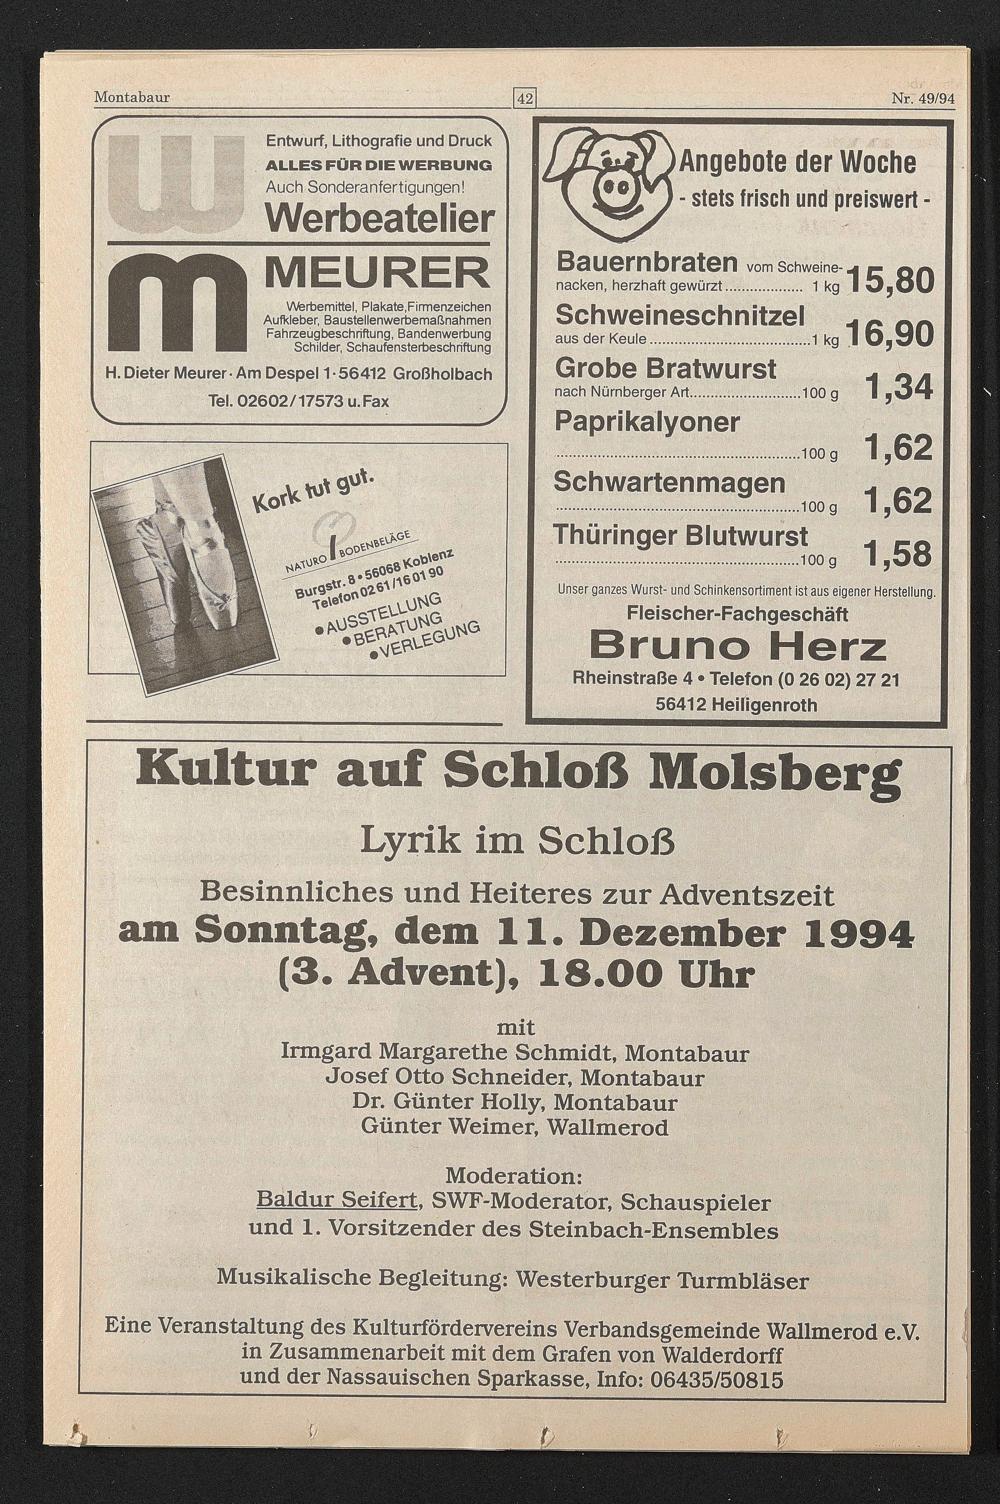 Montabaur
42
Nr. 49/94
w
Entwurf, Lithografie und Druck
ALLES FÜR DIE WERBUNG
Auch Sonderanfertigungen!
Werbeatelier
m
MEURER
Werbemittel, Plakate,Firmenzeichen
Aufkleber, Baustellenwerbemaßnahmen
Fahrzeugbeschriftung, Bandenwerbung
Schilder, Schaufensterbeschriftung
H. Dieter Meurer · Am Despel 1 · 56412 Großholbach
Tel. 02602/17573 u. Fax
Kork tut gut.
NATURO BODENBELÄGE
Burgstr. 8 • 56068 Koblenz
Telefon 02 61 / 16 01 90
• AUSSTELLUNG
• BERATUNG
• VERLEGUNG
Angebote der Woche
- stets frisch und preiswert -
Bauernbraten vom Schweine-
nacken, herzhaft gewürzt .................. 1 kg 15,80
Schweineschnitzel
aus der Keule ..................................... 1 kg 16,90
Grobe Bratwurst
nach Nürnberger Art.......................... 100 g 1,34
Paprikalyoner
......................................................... 100 g 1,62
Schwartenmagen
......................................................... 100 g 1,62
Thüringer Blutwurst
......................................................... 100 g 1,58
Unser ganzes Wurst- und Schinkensortiment ist aus eigener Herstellung.
Fleischer-Fachgeschäft
Bruno Herz
Rheinstraße 4 • Telefon (0 26 02) 27 21
56412 Heiligenroth
Kultur auf Schloß Molsberg
Lyrik im Schloß
Besinnliches und Heiteres zur Adventszeit
am Sonntag, dem 11. Dezember 1994
(3. Advent), 18.00 Uhr
mit
Irmgard Margarethe Schmidt, Montabaur
Josef Otto Schneider, Montabaur
Dr. Günter Holly, Montabaur
Günter Weimer, Wallmerod
Moderation:
Baldur Seifert, SWF-Moderator, Schauspieler
und 1. Vorsitzender des Steinbach-Ensembles
Musikalische Begleitung: Westerburger Turmbläser
Eine Veranstaltung des Kulturfördervereins Verbandsgemeinde Wallmerod e.V.
in Zusammenarbeit mit dem Grafen von Walderdorff
und der Nassauischen Sparkasse, Info: 06435/50815